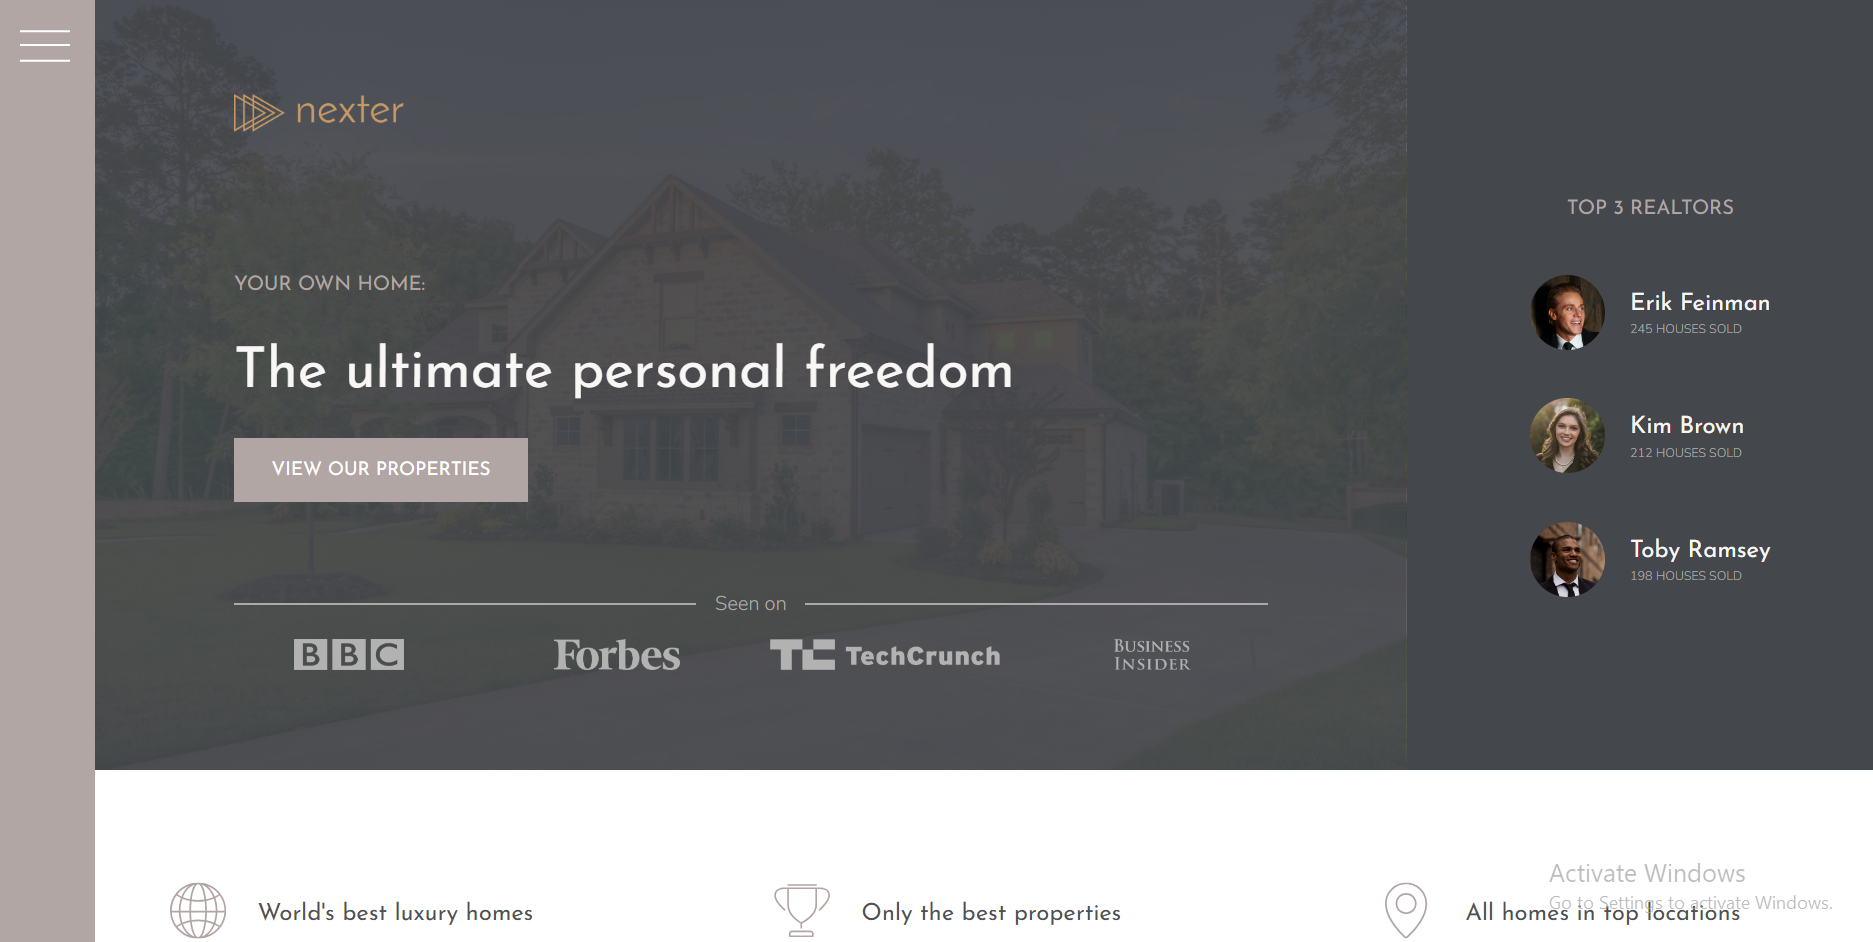 nexter
YOUR OWN HOME:
The ultimate personal freedom
VIEW OUR PROPERTIES
Seen on
BBC
Forbes
TC TechCrunch
BUSINESS
INSIDER
TOP 3 REALTORS
Erik Feinman
245 HOUSES SOLD
Kim Brown
212 HOUSES SOLD
Toby Ramsey
198 HOUSES SOLD
World's best luxury homes
Only the best properties
All homes in top locations
Activate Windows
Go to Settings to activate Windows.